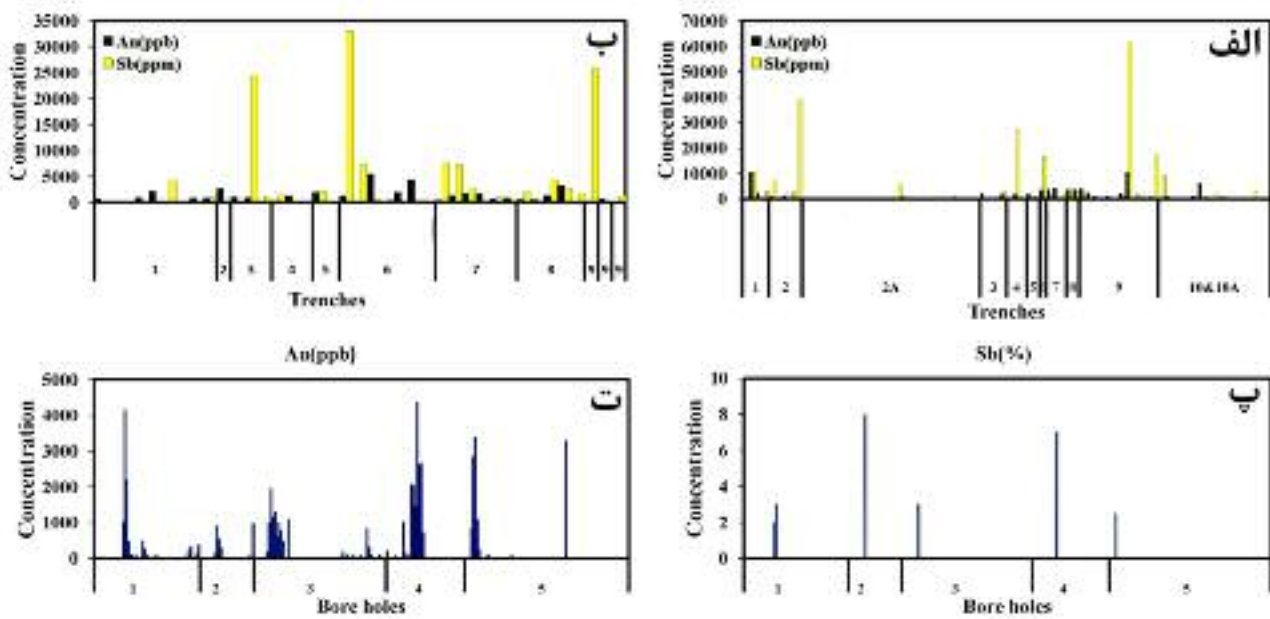 35000
30000
25000
20000
15000
10000
5000
0
Concentration
Au(ppb)
Sb(ppm)
ب
1 2 3 4 5 6 7 8 9 9 9
Trenches
70000
60000
50000
40000
30000
20000
10000
0
Concentration
Au(ppb)
Sb(ppm)
الف
1 2 2A 3 4 5 7 8 9 10&10A
Trenches
Au(ppb)
5000
4000
3000
2000
1000
0
Concentration
ت
1 2 3 4 5
Bore holes
Sb(%)
10
8
6
4
2
0
Concentration
پ
1 2 3 4 5
Bore holes